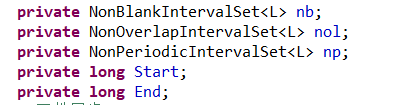 private NonBlankIntervalSet<L> nb;
private NonOverlapIntervalSet<L> nol;
private NonPeriodicIntervalSet<L> np;
private long Start;
private long End;